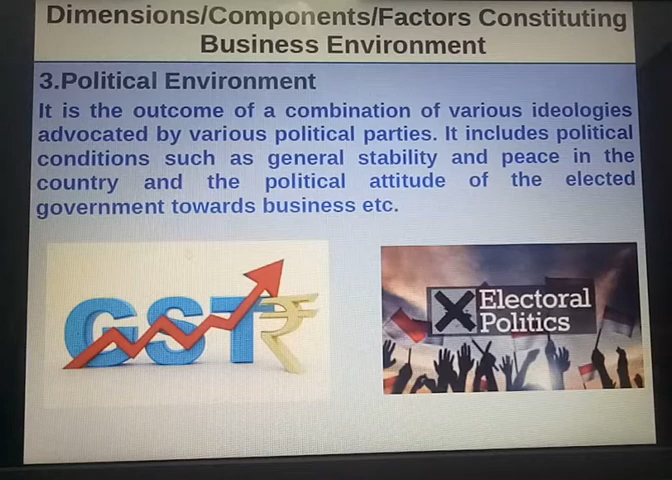 Dimensions/Components/Factors Constituting
Business Environment
3.Political Environment
It is the outcome of a combination of various ideologies
advocated by various political parties. It includes political
conditions such as general stability and peace in the
country and the political attitude of the elected
government towards business etc.
GST₹
Electoral
Politics